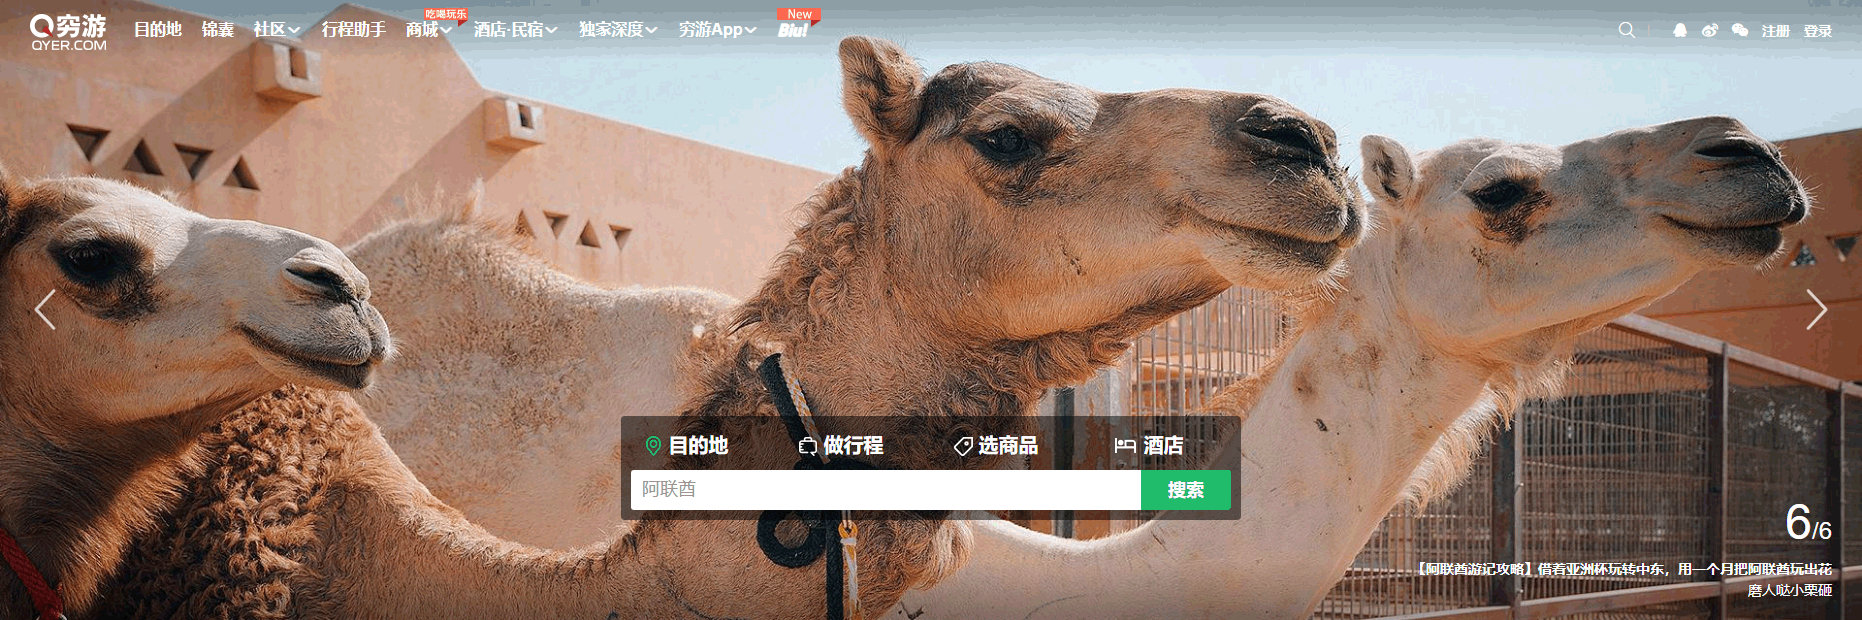 穷游 目的地 锦囊 社区 行程助手 商城 吃喝玩乐 酒店·民宿 独家深度 穷游App New Biu! 注册 登录
QYER.COM
目的地 做行程 选商品 酒店
阿联酋 搜索
6/6
【阿联酋游记攻略】借着亚洲杯玩转中东，用一个月把阿联酋玩出花
磨人哒小栗砸